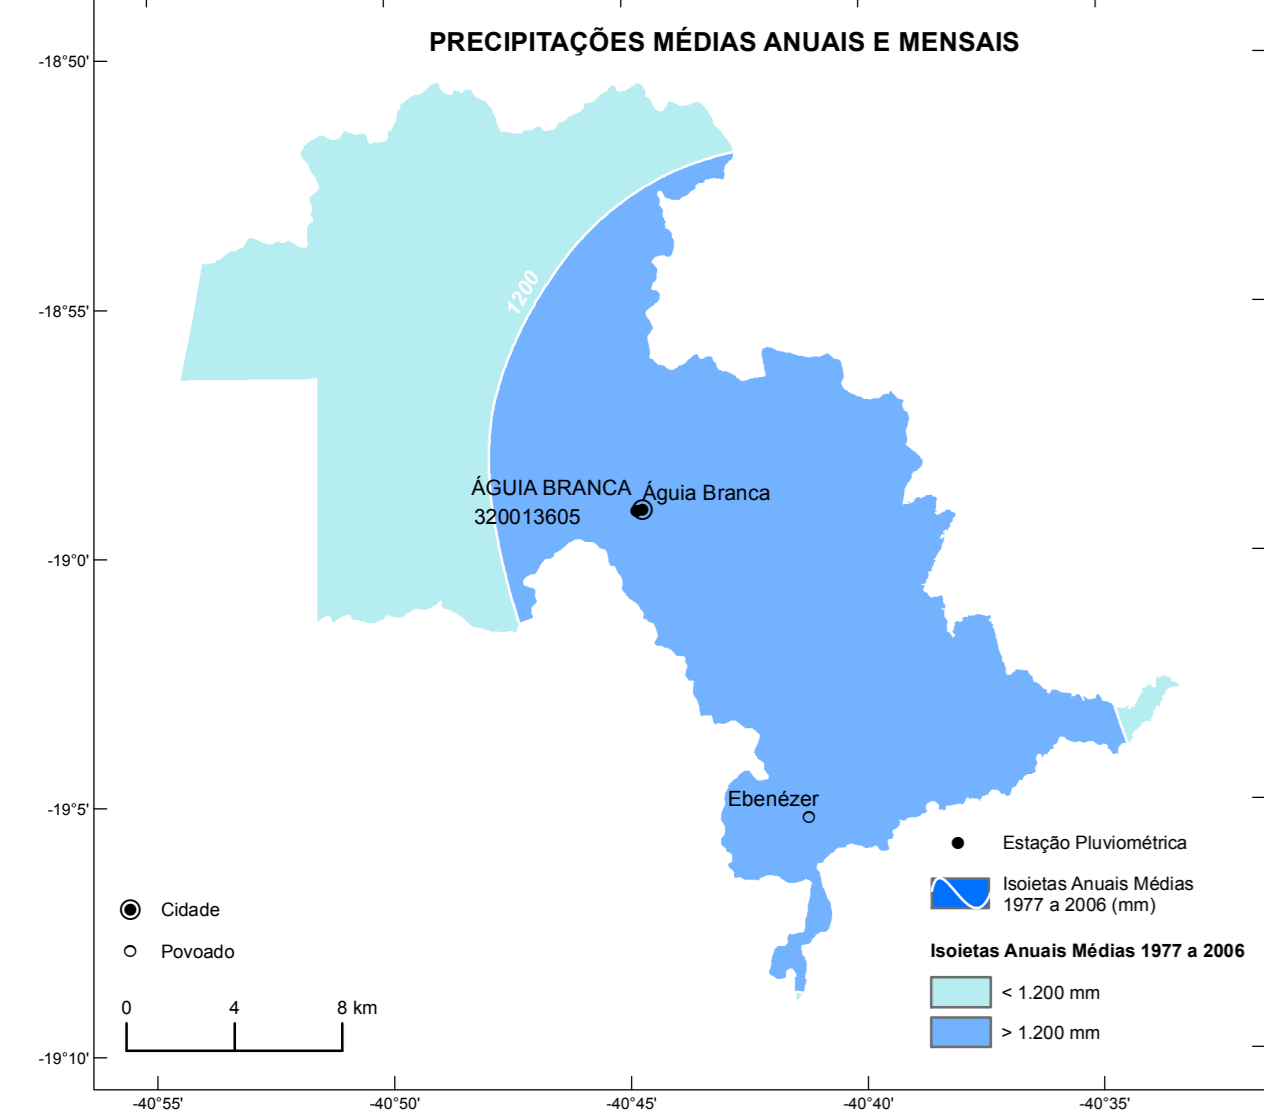 PRECIPITAÇÕES MÉDIAS ANUAIS E MENSAIS
-18°50'
-18°55'
-19°0'
-19°5'
-19°10'
1200
ÁGUIA BRANCA
320013605
Águia Branca
Ebenézer
Cidade
Povoado
0 4 8 km
Estação Pluviométrica
Isoietas Anuais Médias
1977 a 2006 (mm)
Isoietas Anuais Médias 1977 a 2006
< 1.200 mm
> 1.200 mm
-40°55' -40°50' -40°45' -40°40' -40°35'